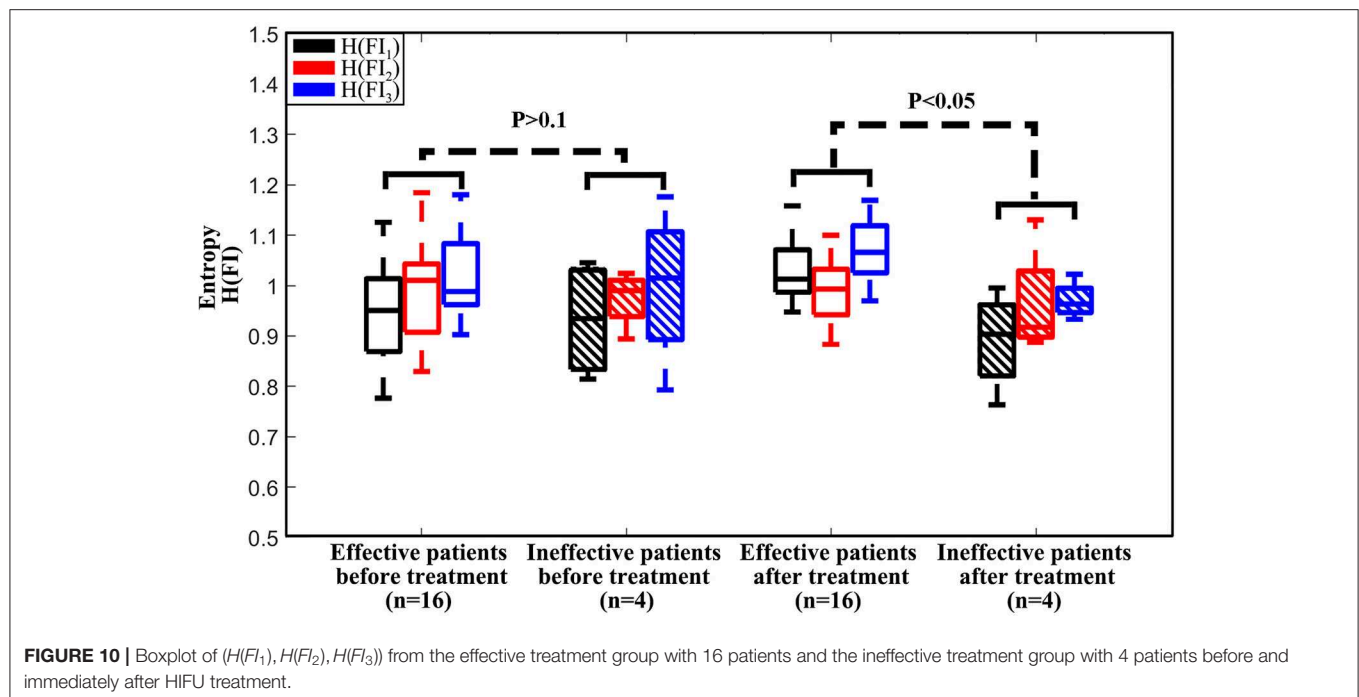 1.5
1.4
1.3
1.2
1.1
1
0.9
0.8
0.7
0.6
0.5
Entropy
H(FI)
H(FI₁)
H(FI₂)
H(FI₃)
P>0.1
P<0.05
Effective patients
before treatment
(n=16)
Ineffective patients
before treatment
(n=4)
Effective patients
after treatment
(n=16)
Ineffective patients
after treatment
(n=4)
FIGURE 10 | Boxplot of (H(FI₁), H(FI₂), H(FI₃)) from the effective treatment group with 16 patients and the ineffective treatment group with 4 patients before and
immediately after HIFU treatment.